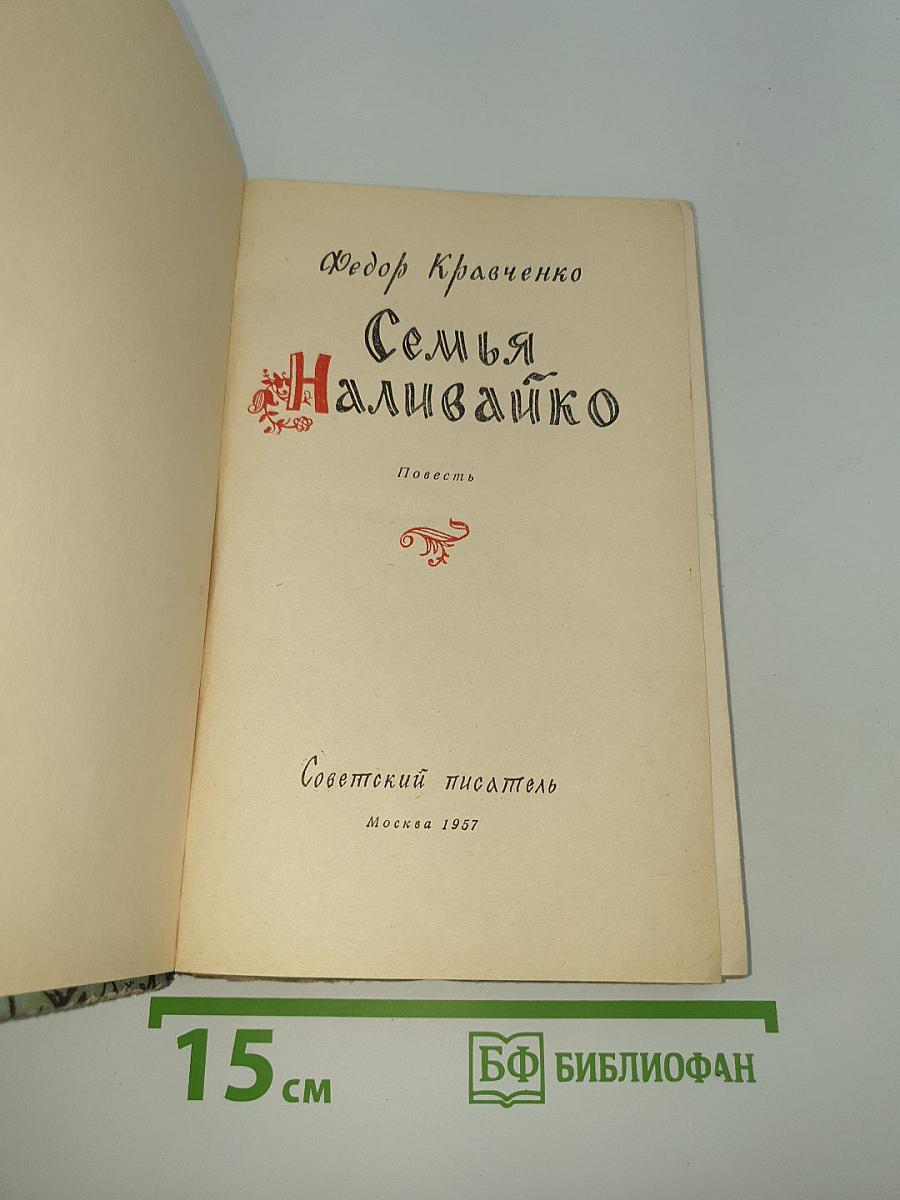 Федор Кравченко
Семья
Наливайко
Повесть
Советский писатель
Москва 1957
15 см
БФ БИБЛИОФАН